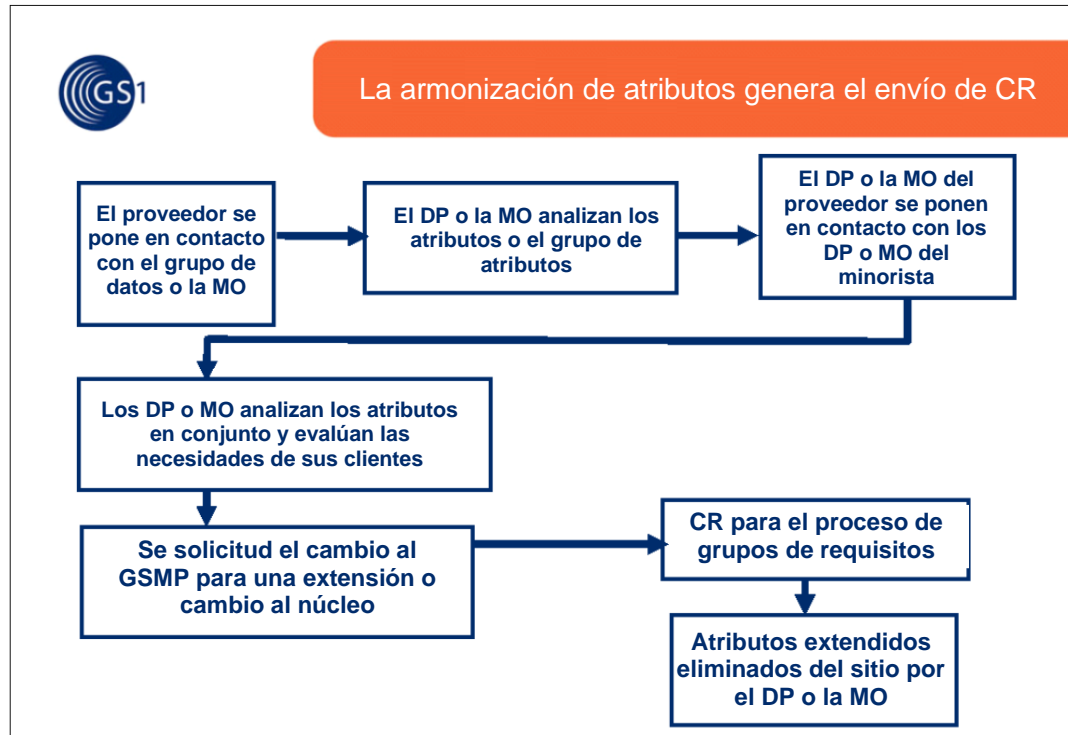 GS1
La armonización de atributos genera el envío de CR
El proveedor se
pone en contacto
con el grupo de
datos o la MO
El DP o la MO analizan los
atributos o el grupo de
atributos
El DP o la MO del
proveedor se ponen
en contacto con los
DP o MO del
minorista
Los DP o MO analizan los atributos
en conjunto y evalúan las
necesidades de sus clientes
Se solicitud el cambio al
GSMP para una extensión o
cambio al núcleo
CR para el proceso de
grupos de requisitos
Atributos extendidos
eliminados del sitio por
el DP o la MO